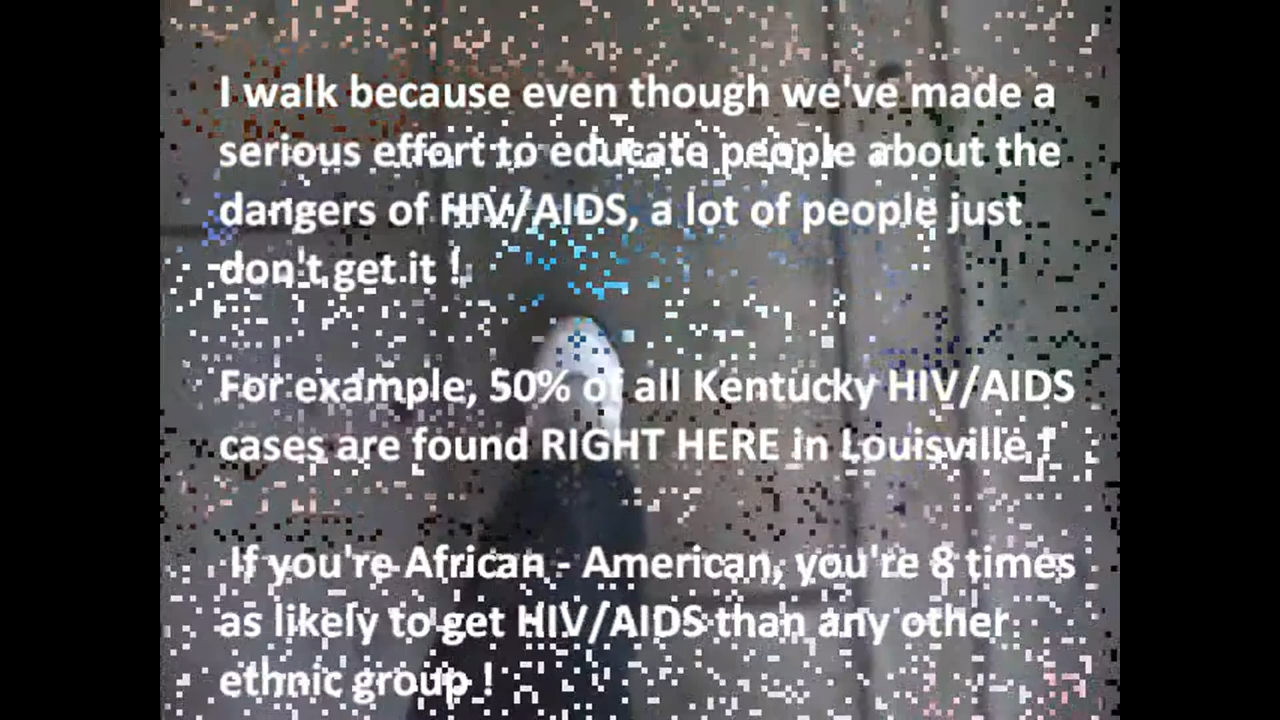 I walk because even though we've made a
serious effort to educate people about the
dangers of HIV/AIDS, a lot of people just
don't get it !
For example, 50% of all Kentucky HIV/AIDS
cases are found RIGHT HERE in Louisville !
If you're African - American, you're 8 times
as likely to get HIV/AIDS than any other
ethnic group !